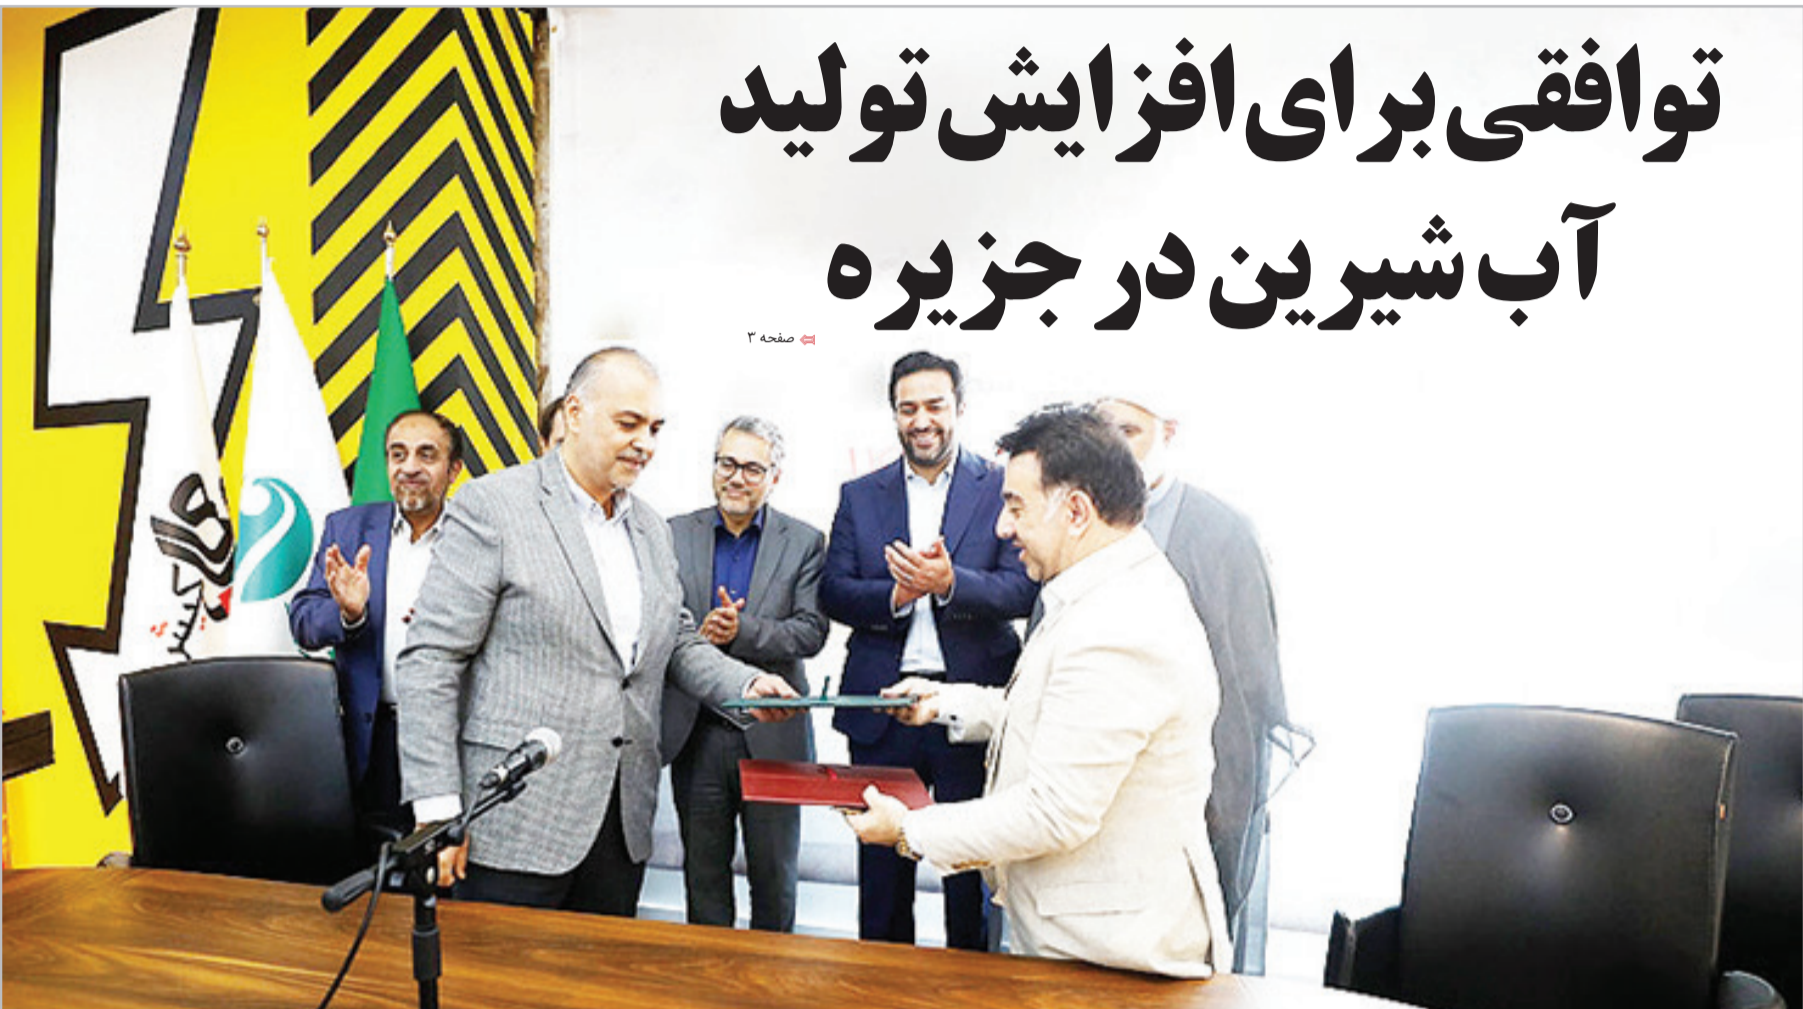 توافقی برای افزایش تولید
آب شیرین در جزیره
صفحه ۳